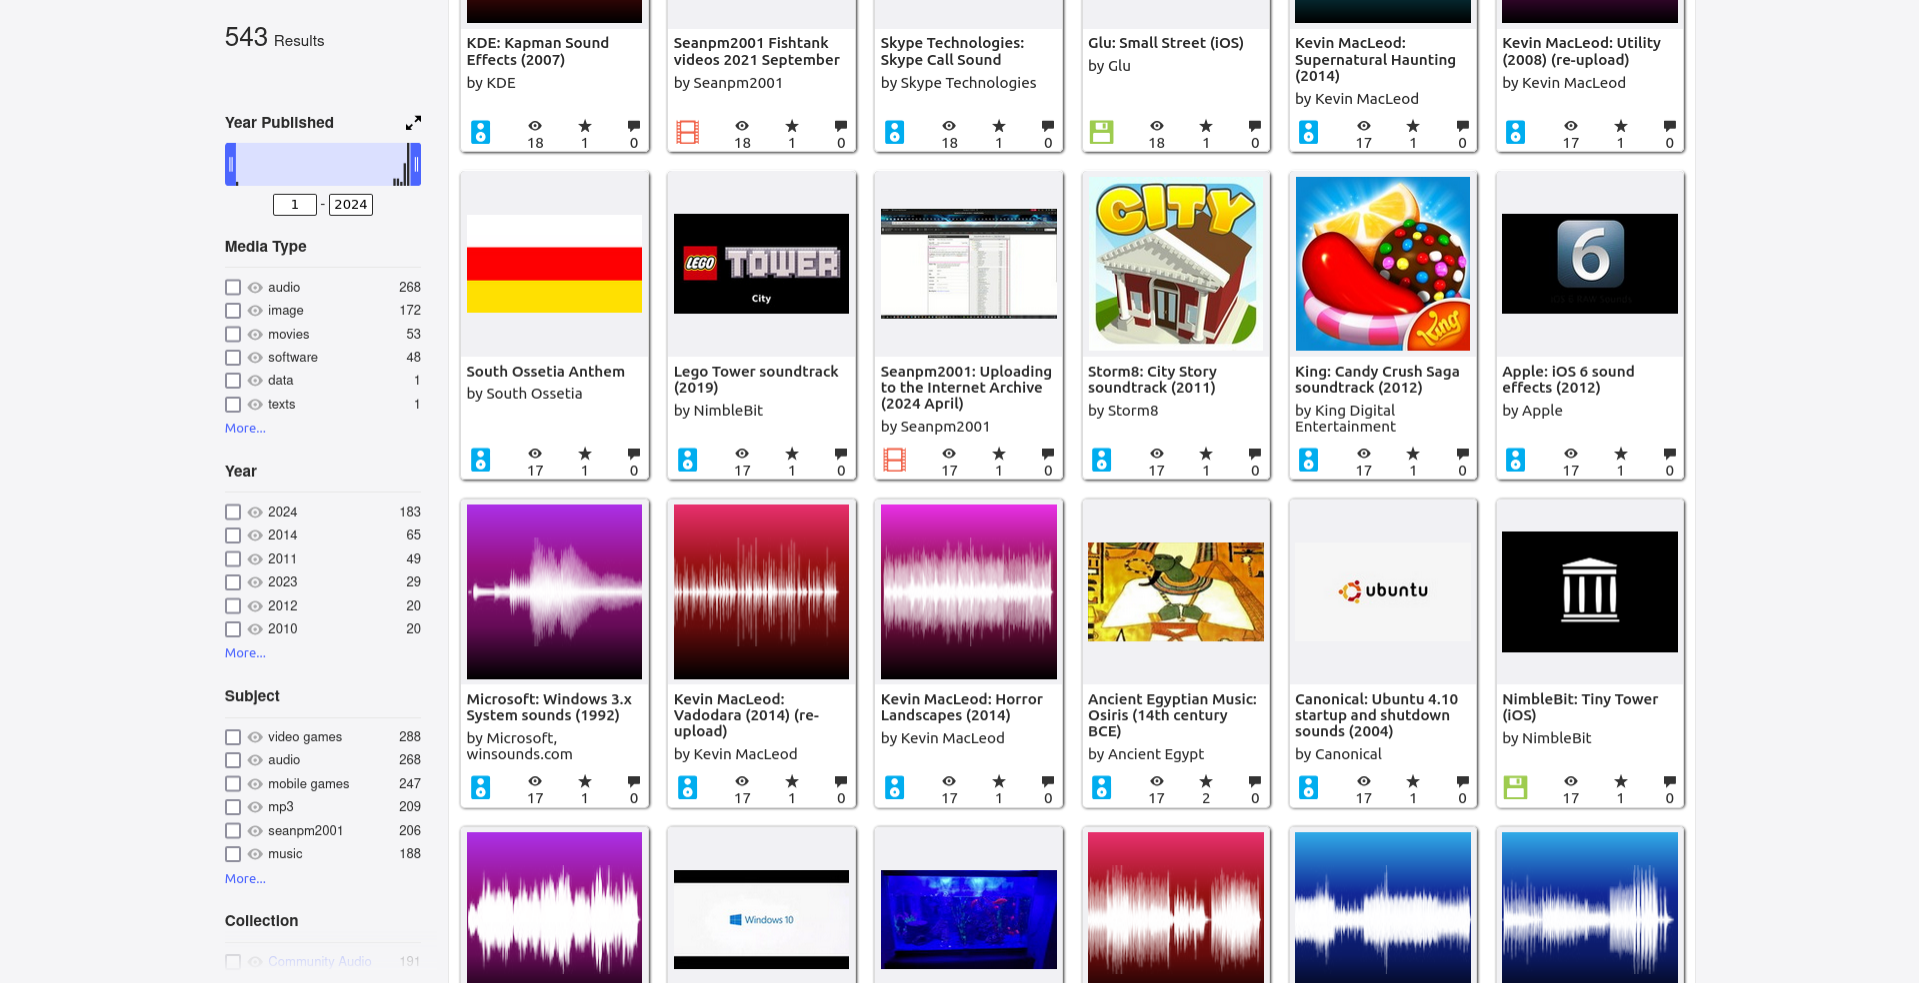 543 Results
Year Published
1 - 2024
Media Type
audio 268
image 172
movies 53
software 48
data 1
texts 1
More...
Year
2024 183
2014 65
2011 49
2023 29
2012 20
2010 20
More...
Subject
video games 288
audio 268
mobile games 247
mp3 209
seanpm2001 206
music 188
More...
Collection
Community Audio 191
KDE: Kapman Sound
Effects (2007)
by KDE
18 1 0
Seanpm2001 Fishtank
videos 2021 September
by Seanpm2001
18 1 0
Skype Technologies:
Skype Call Sound
by Skype Technologies
18 1 0
Glu: Small Street (iOS)
by Glu
18 1 0
Kevin MacLeod:
Supernatural Haunting
(2014)
by Kevin MacLeod
17 1 0
Kevin MacLeod: Utility
(2008) (re-upload)
by Kevin MacLeod
17 1 0
South Ossetia Anthem
by South Ossetia
17 1 0
LEGO TOWER
City
Lego Tower soundtrack
(2019)
by NimbleBit
17 1 0
Seanpm2001: Uploading
to the Internet Archive
(2024 April)
by Seanpm2001
17 1 0
CITY
Storm8: City Story
soundtrack (2011)
by Storm8
17 1 0
King
King: Candy Crush Saga
soundtrack (2012)
by King Digital
Entertainment
17 1 0
6
Apple: iOS 6 sound
effects (2012)
by Apple
17 1 0
Microsoft: Windows 3.x
System sounds (1992)
by Microsoft,
winsounds.com
17 1 0
Kevin MacLeod:
Vadodara (2014) (re-
upload)
by Kevin MacLeod
17 1 0
Kevin MacLeod: Horror
Landscapes (2014)
by Kevin MacLeod
17 1 0
Ancient Egyptian Music:
Osiris (14th century
BCE)
by Ancient Egypt
17 2 0
ubuntu
Canonical: Ubuntu 4.10
startup and shutdown
sounds (2004)
by Canonical
17 1 0
NimbleBit: Tiny Tower
(iOS)
by NimbleBit
17 1 0
Windows 10